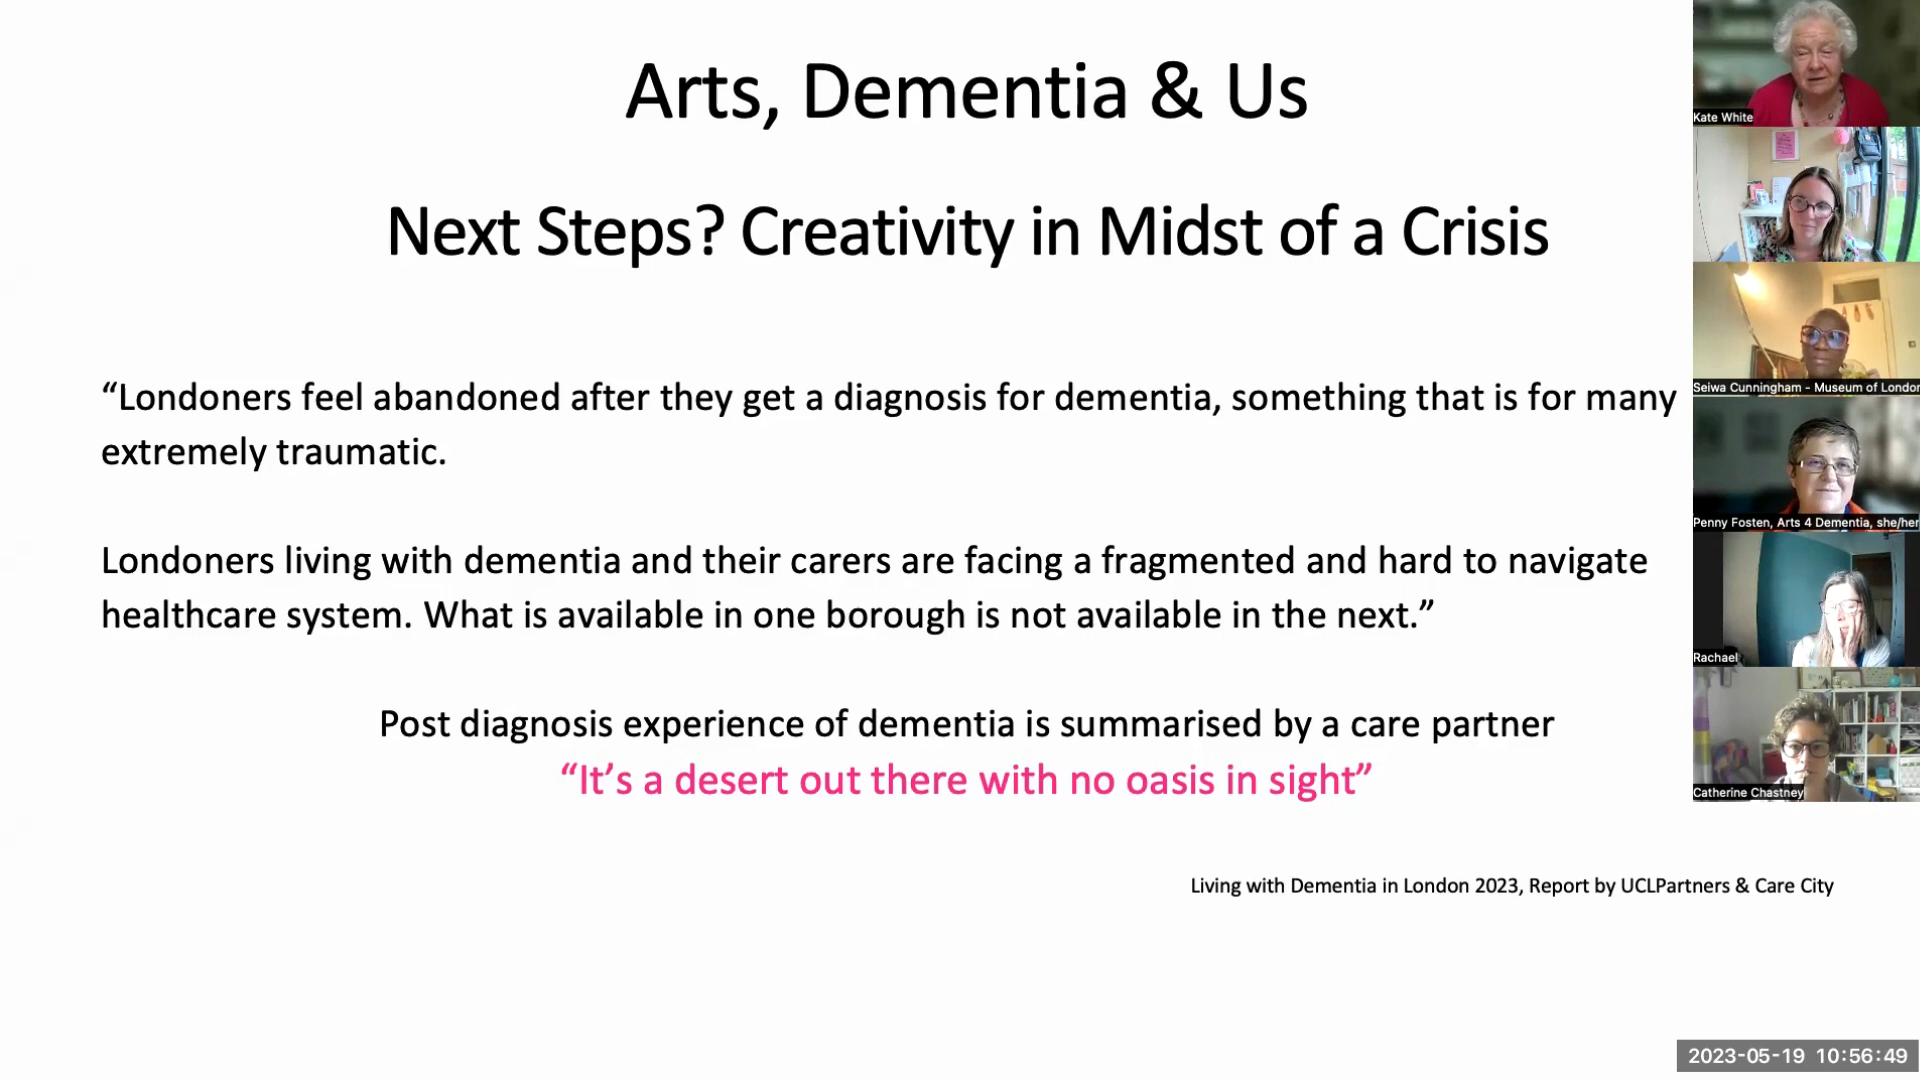 Arts, Dementia & Us
Next Steps? Creativity in Midst of a Crisis
“Londoners feel abandoned after they get a diagnosis for dementia, something that is for many
extremely traumatic.
Londoners living with dementia and their carers are facing a fragmented and hard to navigate
healthcare system. What is available in one borough is not available in the next.”
Post diagnosis experience of dementia is summarised by a care partner
“It’s a desert out there with no oasis in sight”
Living with Dementia in London 2023, Report by UCLPartners & Care City
Kate White
Seiwa Cunningham - Museum of London
Penny Fosten, Arts 4 Dementia, she/her
Rachael
Catherine Chastney
2023-05-19 10:56:49